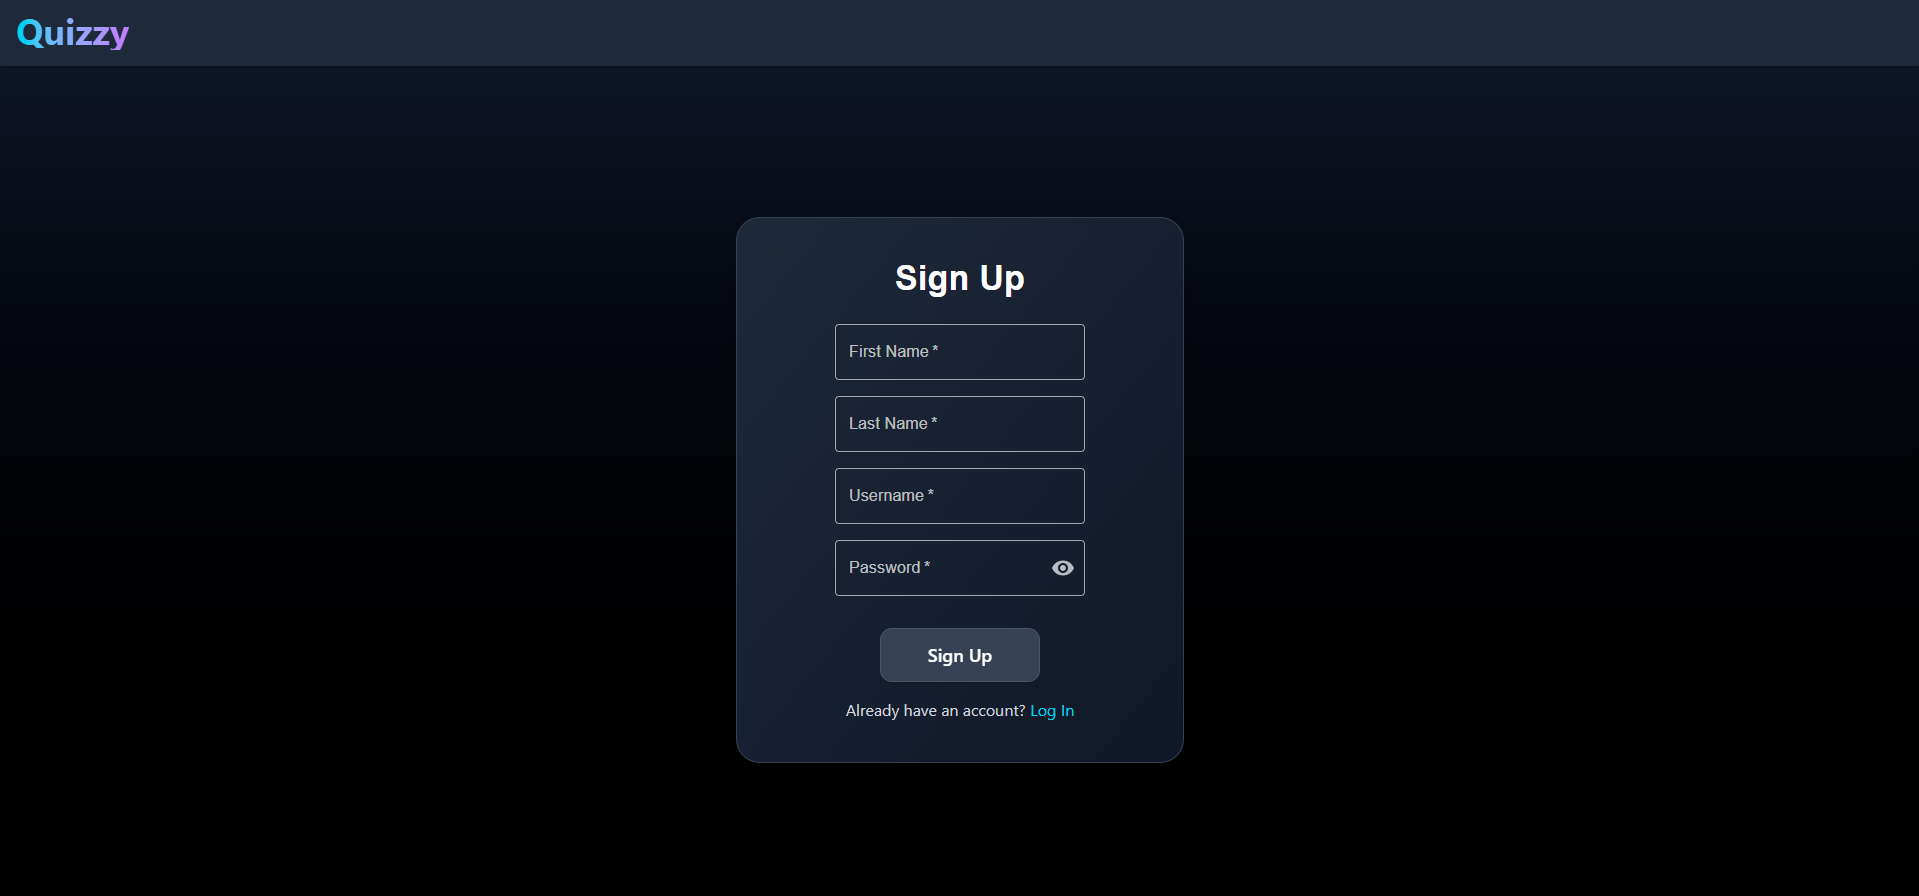 Quizzy
Sign Up
First Name *
Last Name *
Username *
Password *
Sign Up
Already have an account? Log In